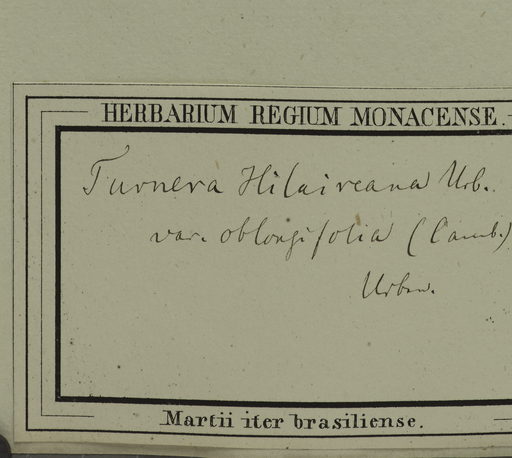 HERBARIUM REGIUM MONACENSE.
Turnera Hilaireana Urb.
var. oblongifolia (Camb.)
Urban.
Martii iter brasiliense.